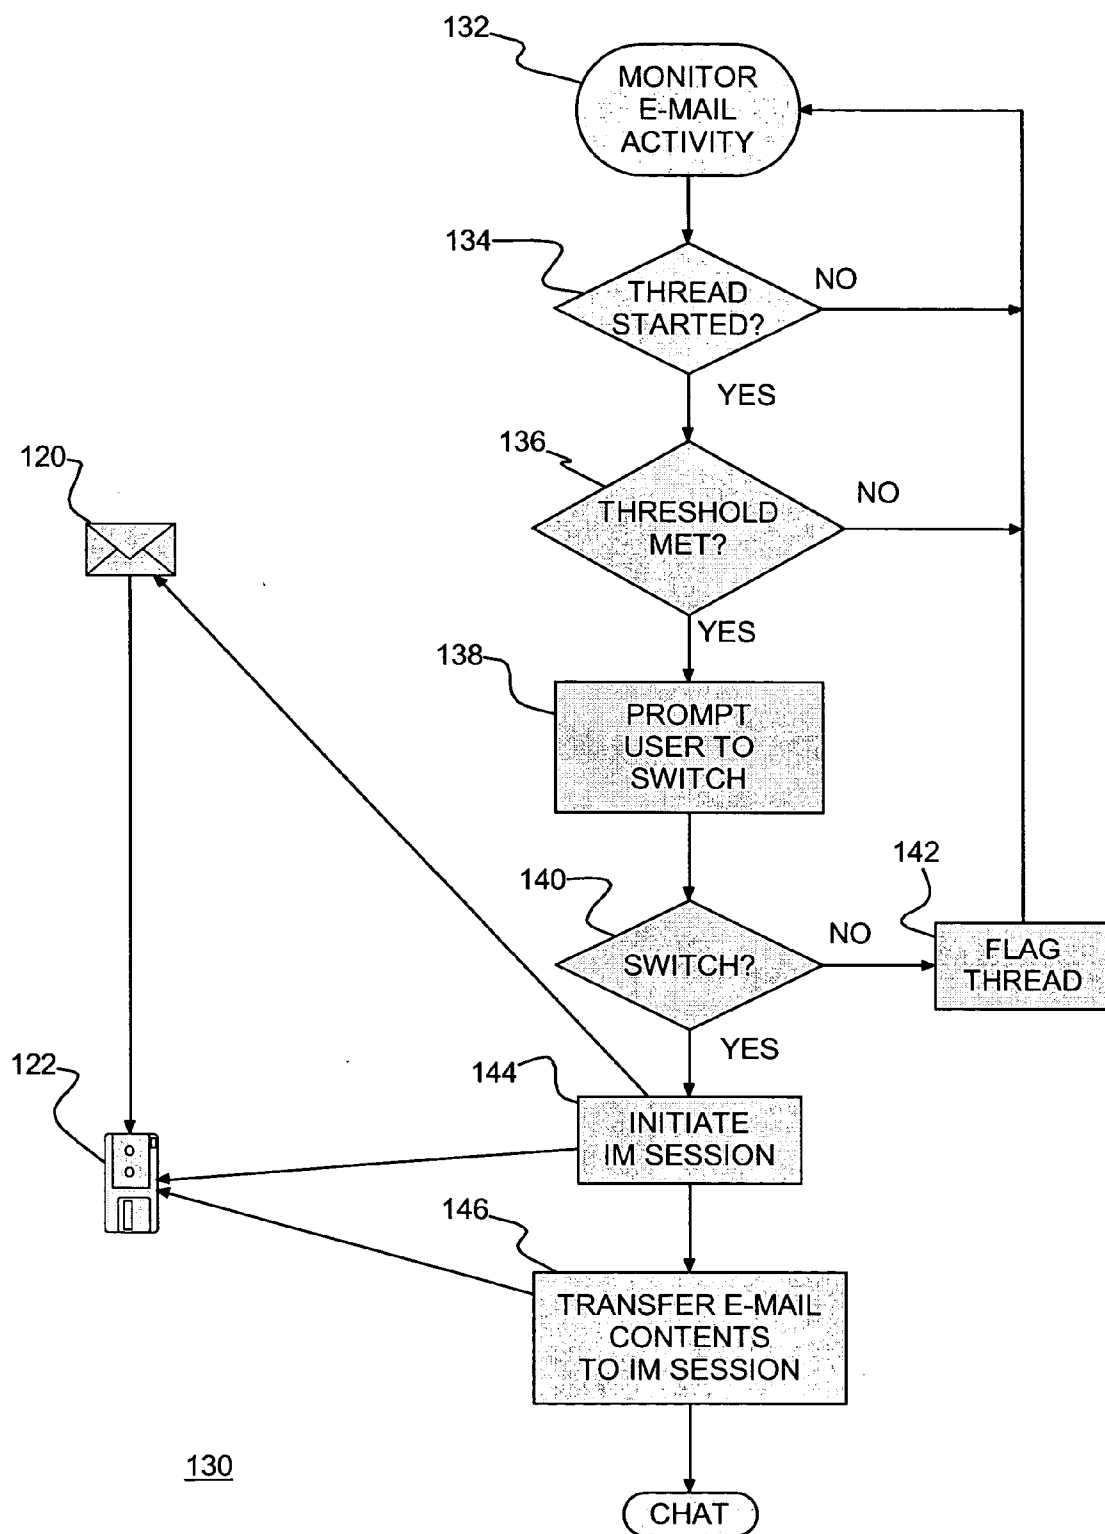 132
MONITOR
E-MAIL
ACTIVITY
134
THREAD
STARTED?
NO
YES
136
THRESHOLD
MET?
NO
120
YES
138
PROMPT
USER TO
SWITCH
140
SWITCH?
NO
142
FLAG
THREAD
YES
122
144
INITIATE
IM SESSION
146
TRANSFER E-MAIL
CONTENTS
TO IM SESSION
130
CHAT